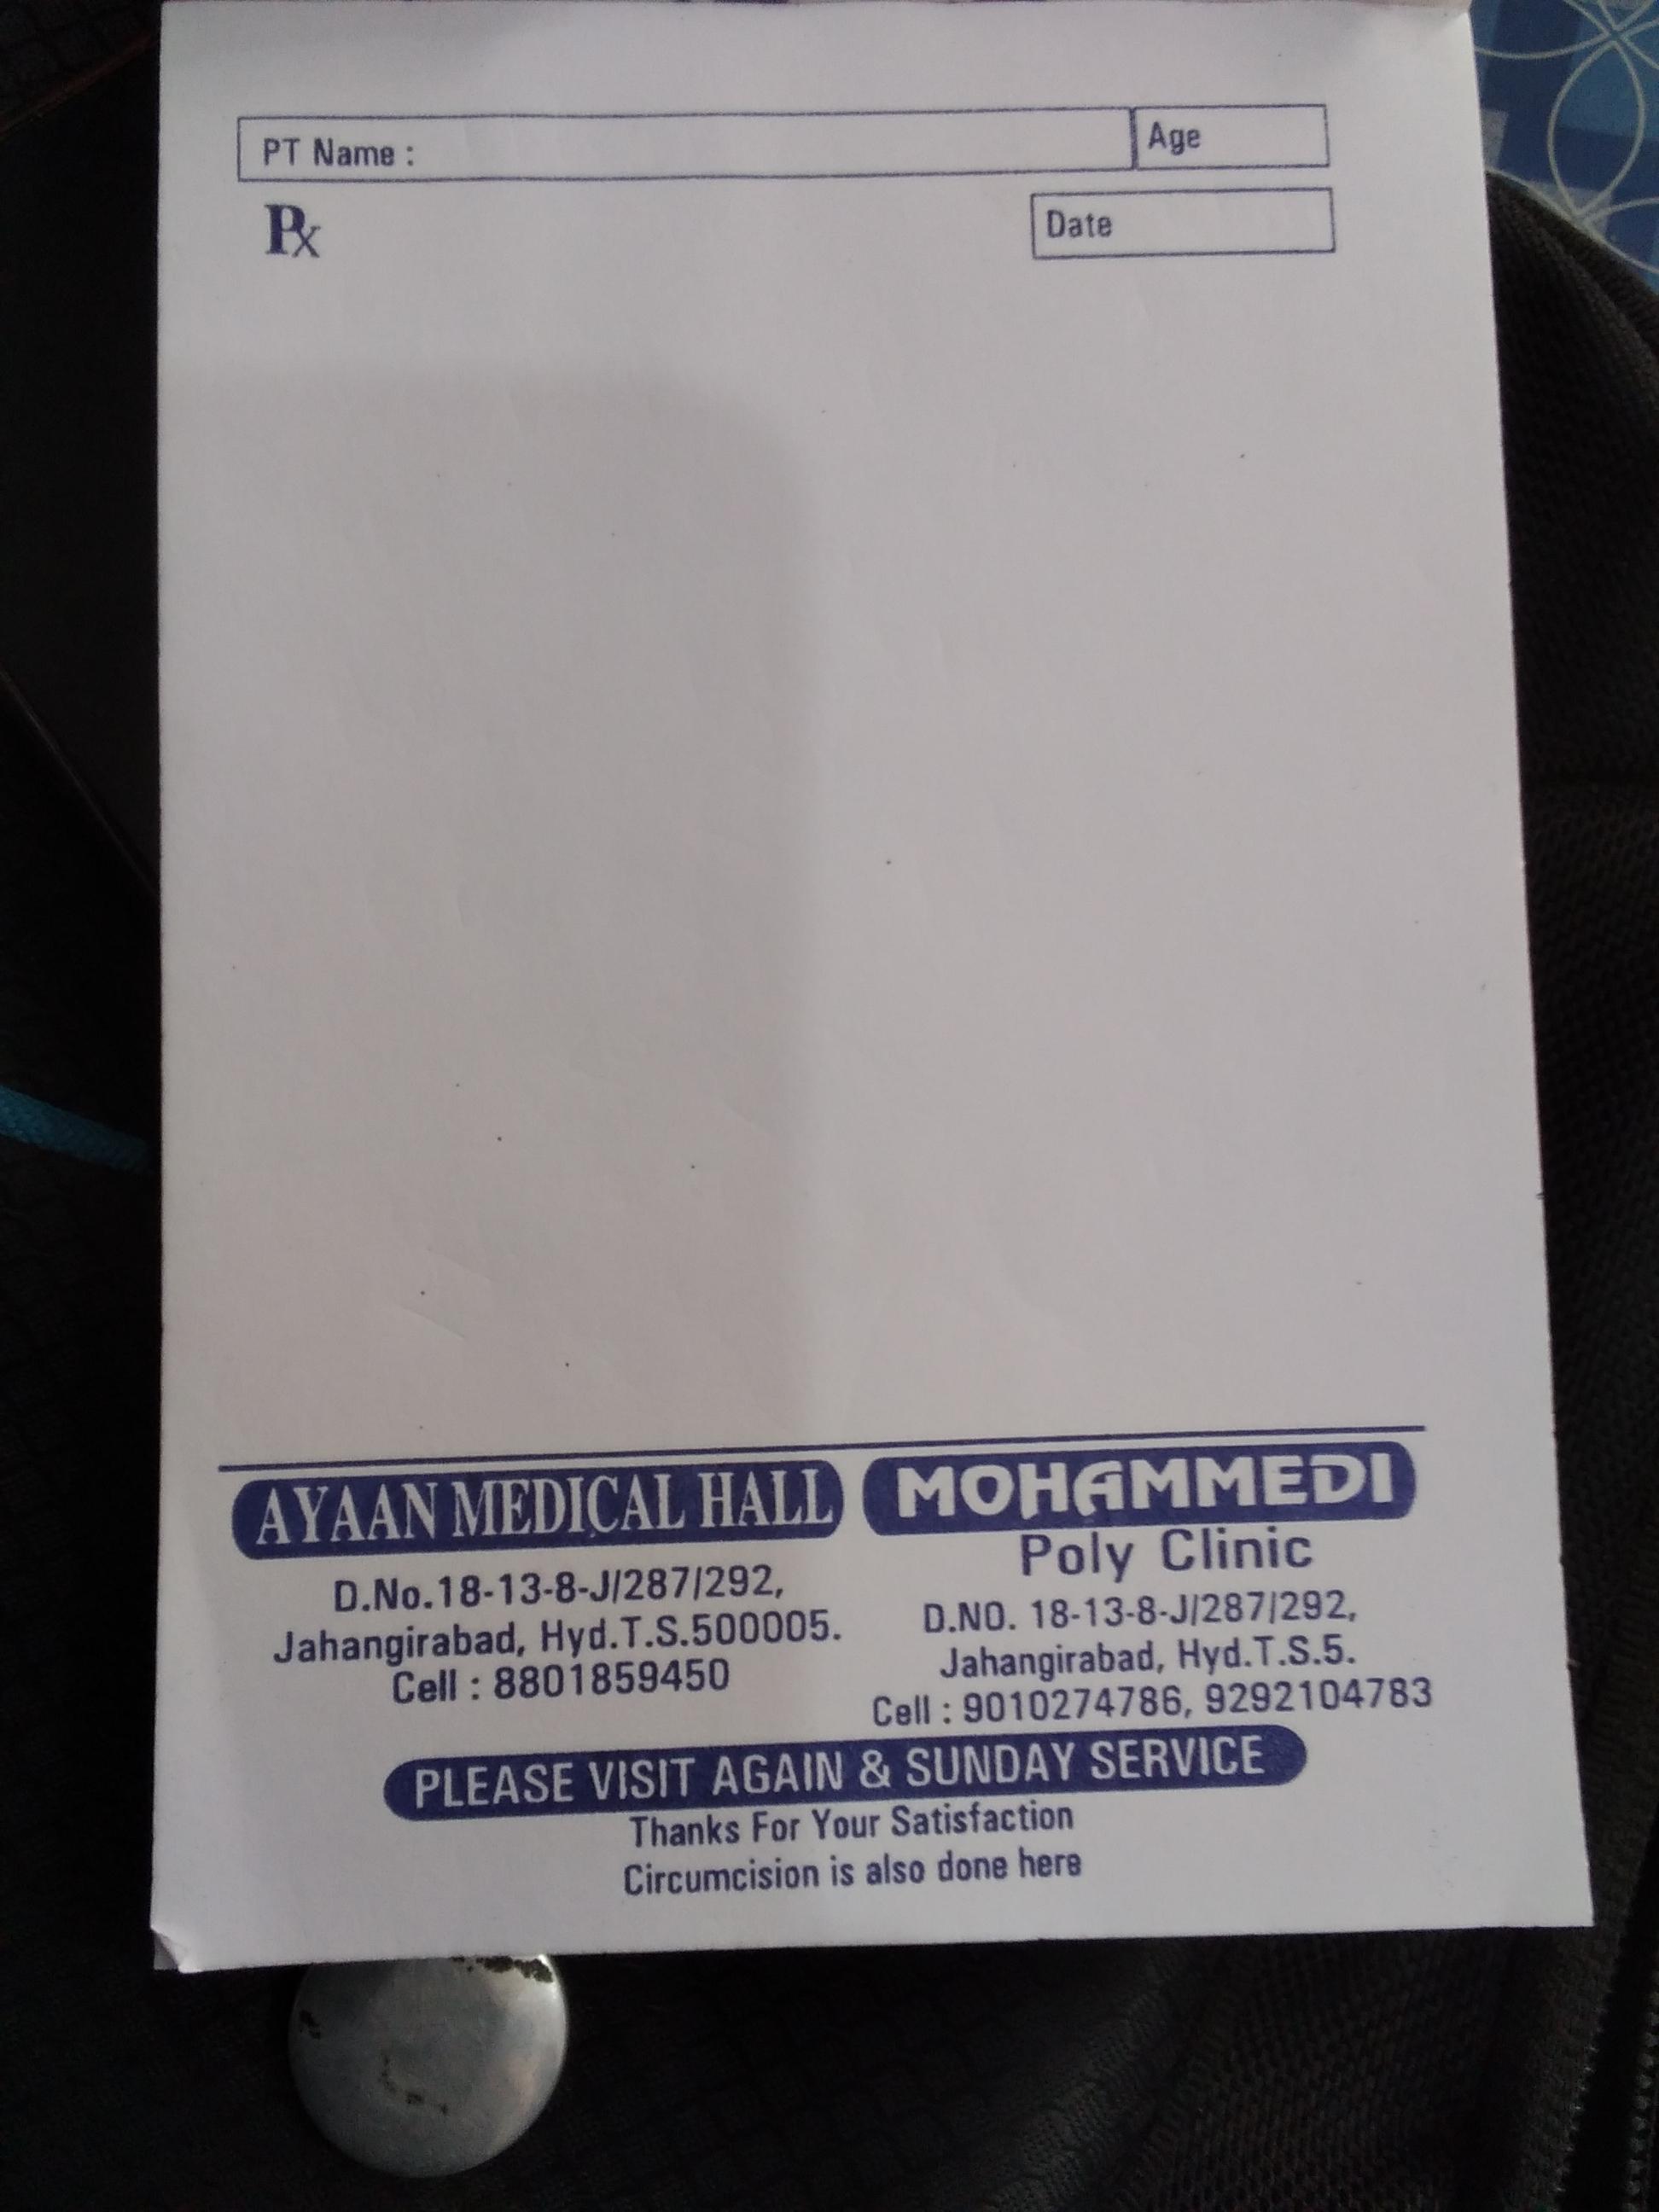 PT Name :
Age
Rx
Date
AYAAN MEDICAL HALL
D.No.18-13-8-J/287/292,
Jahangirabad, Hyd.T.S.500005.
Cell : 8801859450
MOHAMMEDI
Poly Clinic
D.NO. 18-13-8-J/287/292,
Jahangirabad, Hyd.T.S.5.
Cell : 9010274786, 9292104783
PLEASE VISIT AGAIN & SUNDAY SERVICE
Thanks For Your Satisfaction
Circumcision is also done here